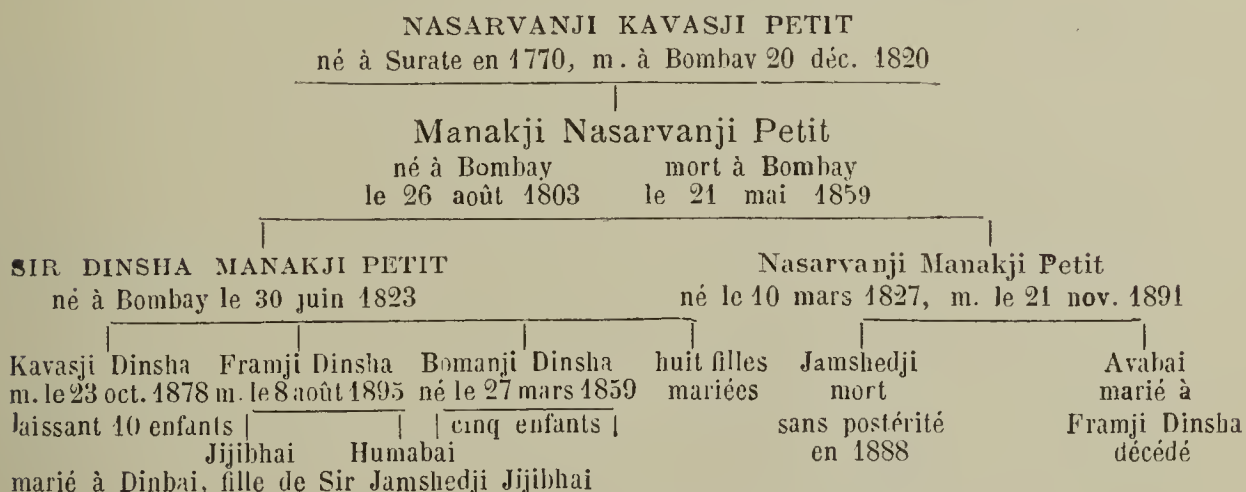 NASARVANJI KAVASJI PETIT
né à Surate en 1770, m. à Bombay 20 déc. 1820
Manakji Nasarvanji Petit
né à Bombay mort à Bombay
le 26 août 1803 le 21 mai 1859
SIR DINSHA MANAKJI PETIT Nasarvanji Manakji Petit
né à Bombay le 30 juin 1823 né le 10 mars 1827, m. le 21 nov. 1891
Kavasji Dinsha Framji Dinsha Bomanji Dinsha huit filles Jamshedji Avabai
m. le 23 oct. 1878 m. le 8 août 1895 né le 27 mars 1859 mariées mort marié à
laissant 10 enfants cinq enfants sans postérité Framji Dinsha
Jijibhai Humabai en 1888 décédé
marié à Dinbai, fille de Sir Jamshedji Jijibhai